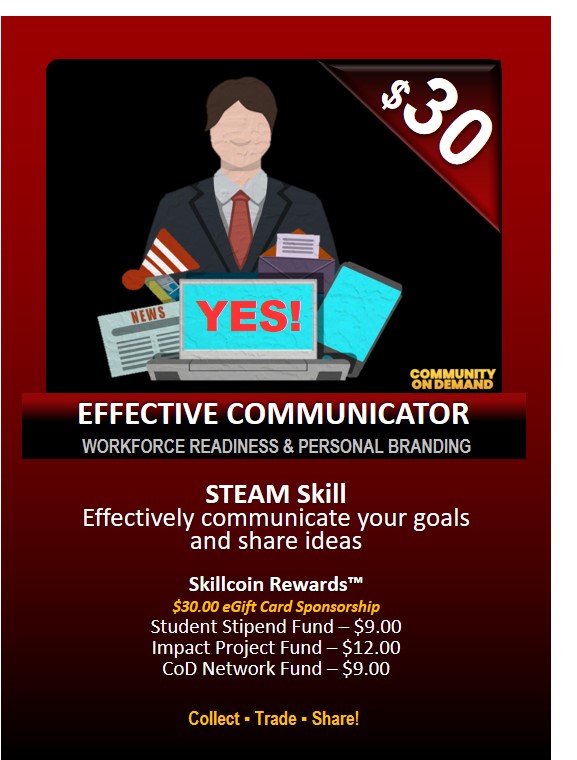 $30
NEWS
YES!
COMMUNITY
ON DEMAND
EFFECTIVE COMMUNICATOR
WORKFORCE READINESS & PERSONAL BRANDING
STEAM Skill
Effectively communicate your goals
and share ideas
Skillcoin Rewards™
$30.00 eGift Card Sponsorship
Student Stipend Fund – $9.00
Impact Project Fund – $12.00
CoD Network Fund – $9.00
Collect ▪ Trade ▪ Share!